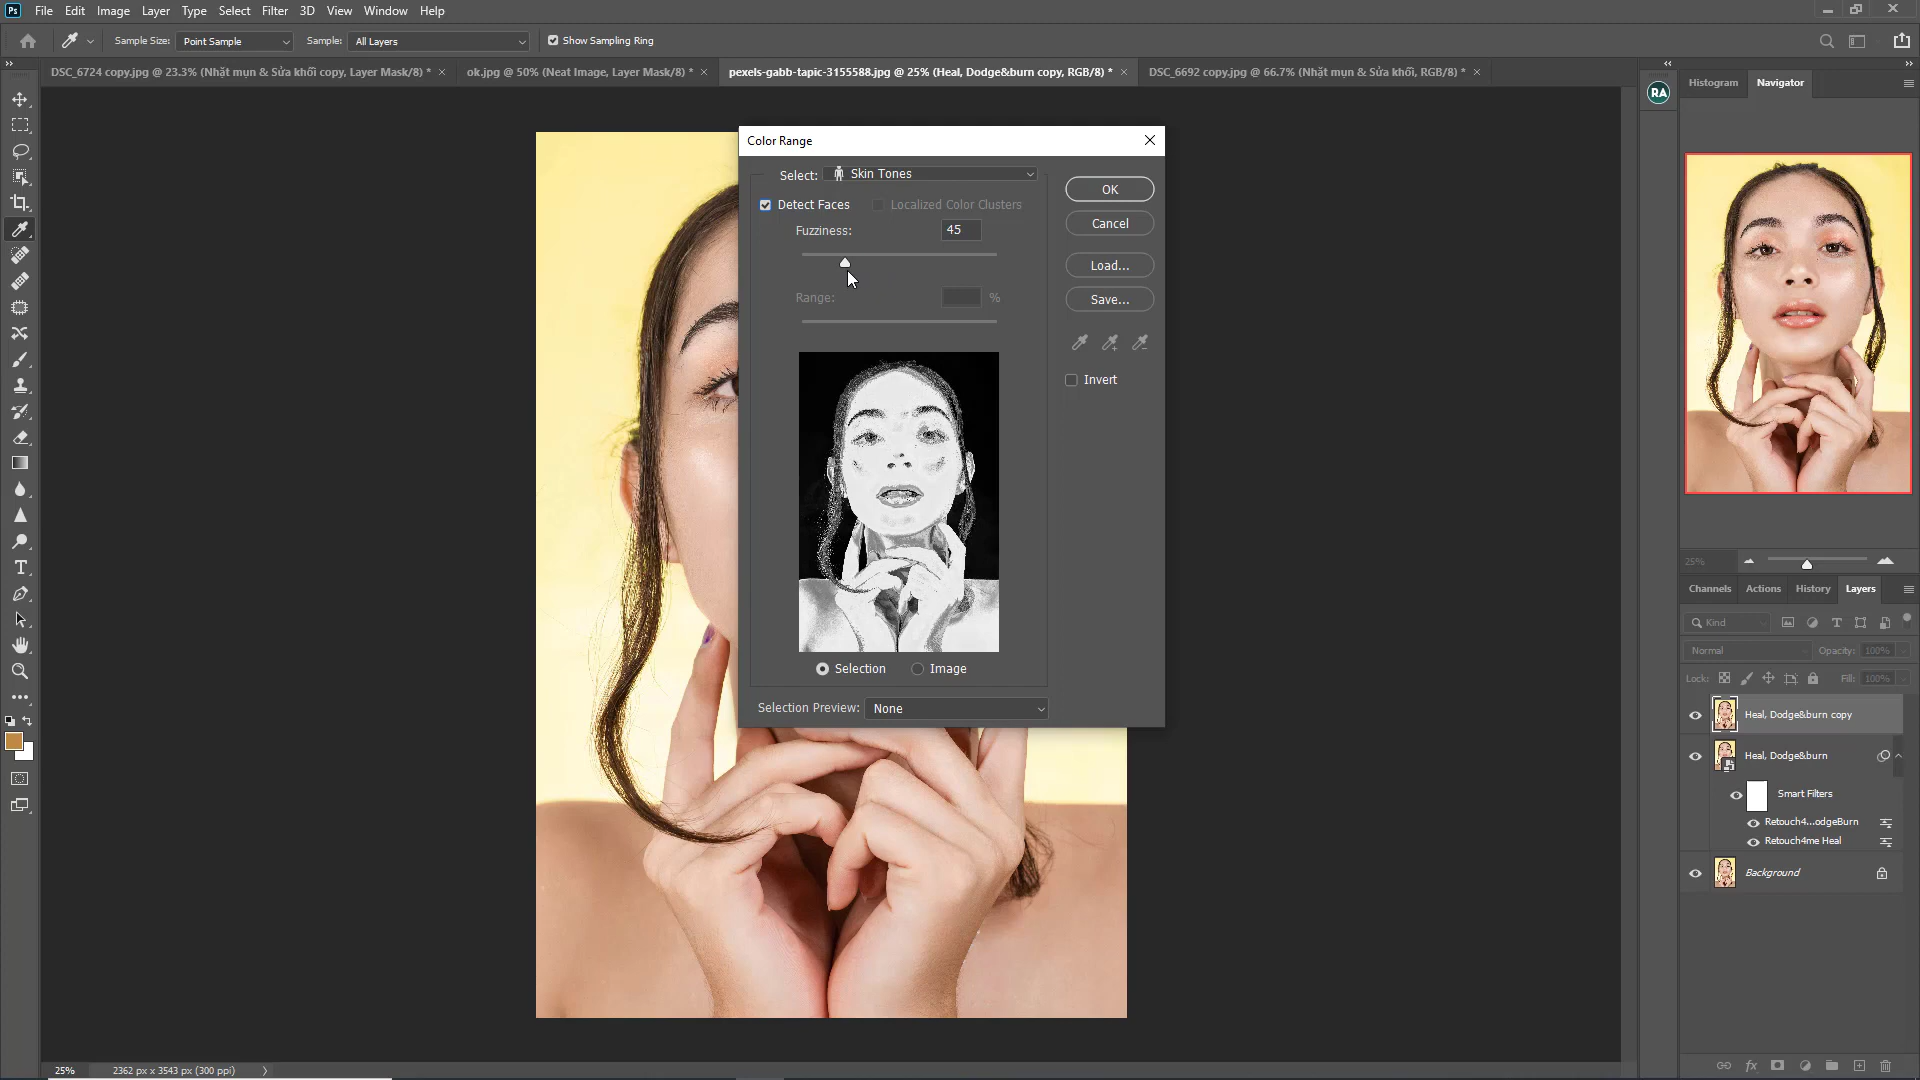 Ps File Edit Image Layer Type Select Filter 3D View Window Help
Sample Size: Point Sample Sample: All Layers Show Sampling Ring
DSC_6724 copy.jpg @ 23.3% (Nhặt mụn & Sửa khối copy, Layer Mask/8) * ok.jpg @ 50% (Neat Image, Layer Mask/8) * pexels-gabb-tapic-3155588.jpg @ 25% (Heal, Dodge&burn copy, RGB/8) * DSC_6692 copy.jpg @ 66.7% (Nhặt mụn & Sửa khối, RGB/8) *
Color Range
Select: Skin Tones
Detect Faces Localized Color Clusters
Fuzziness: 45
Range: %
Selection Image
Selection Preview: None
OK
Cancel
Load...
Save...
Invert
RA
Histogram Navigator
25%
Channels Actions History Layers
Kind
Normal Opacity: 100%
Lock: Fill: 100%
Heal, Dodge&burn copy
Heal, Dodge&burn
Smart Filters
Retouch4...odgeBurn
Retouch4me Heal
Background
fx
25% 2362 px x 3543 px (300 ppi)